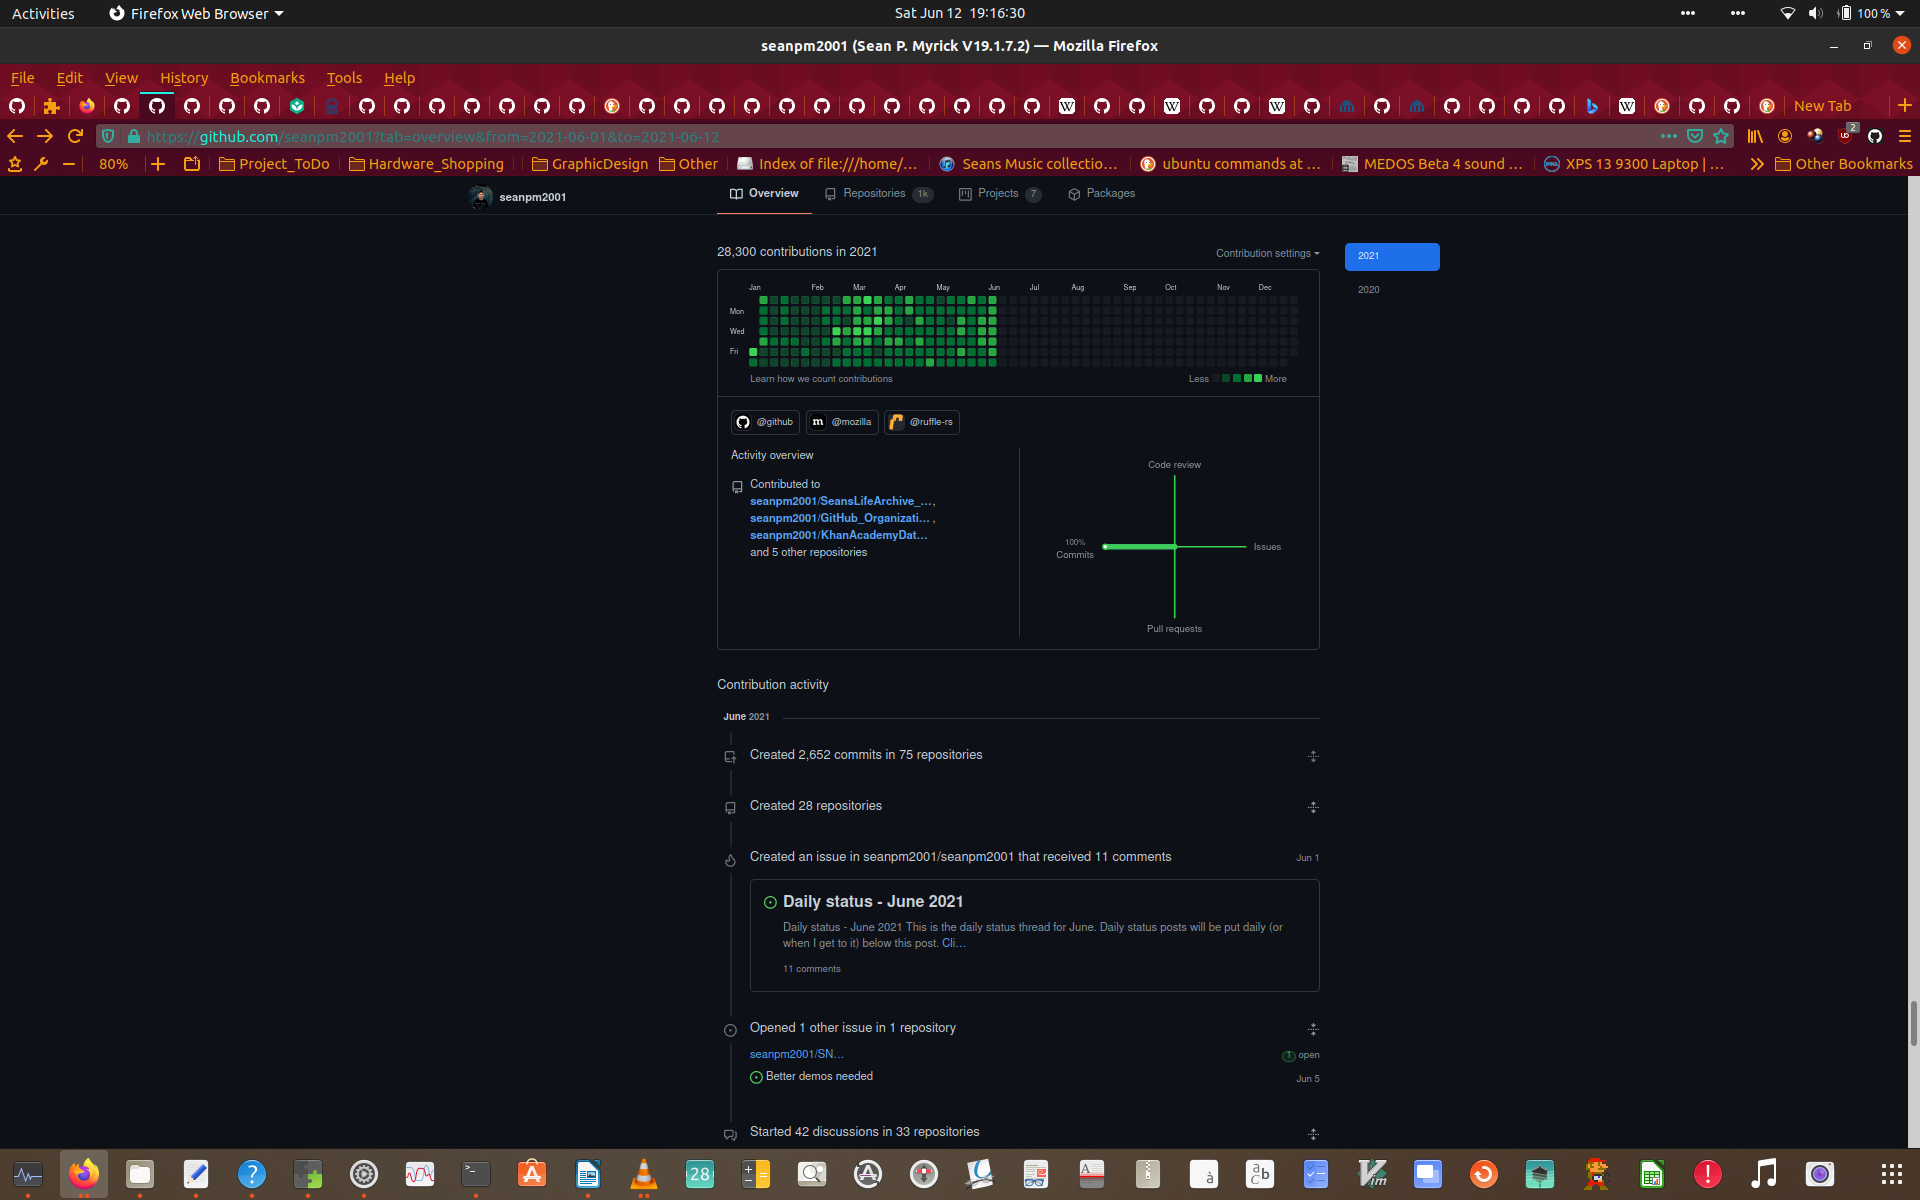 Activities
Firefox Web Browser
Sat Jun 12 19:16:30
100 %
seanpm2001 (Sean P. Myrick V19.1.7.2) — Mozilla Firefox
File Edit View History Bookmarks Tools Help
New Tab
https://github.com/seanpm2001?tab=overview&from=2021-06-01&to=2021-06-12
2
80%
Project_ToDo
Hardware_Shopping
GraphicDesign
Other
Index of file:///home/…
Seans Music collectio…
ubuntu commands at …
MEDOS Beta 4 sound …
XPS 13 9300 Laptop | …
Other Bookmarks
seanpm2001
Overview
Repositories 1k
Projects 7
Packages
28,300 contributions in 2021
Contribution settings
2021
2020
Jan Feb Mar Apr May Jun Jul Aug Sep Oct Nov Dec
Mon
Wed
Fri
Learn how we count contributions
Less More
@github
@mozilla
@ruffle-rs
Activity overview
Contributed to
seanpm2001/SeansLifeArchive_…,
seanpm2001/GitHub_Organizati… ,
seanpm2001/KhanAcademyDat…
and 5 other repositories
Code review
100%
Commits
Issues
Pull requests
Contribution activity
June 2021
Created 2,652 commits in 75 repositories
Created 28 repositories
Created an issue in seanpm2001/seanpm2001 that received 11 comments
Jun 1
Daily status - June 2021
Daily status - June 2021 This is the daily status thread for June. Daily status posts will be put daily (or
when I get to it) below this post. Cli…
11 comments
Opened 1 other issue in 1 repository
seanpm2001/SN…
1 open
Better demos needed
Jun 5
Started 42 discussions in 33 repositories
28